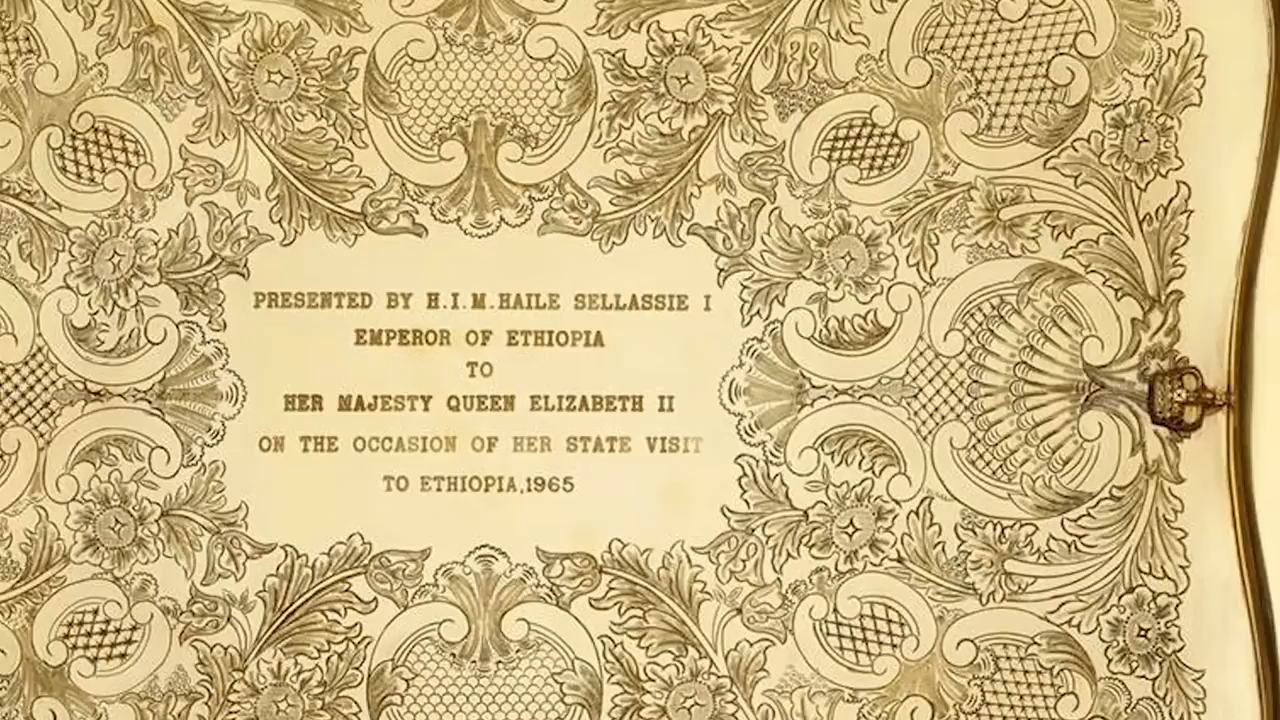 PRESENTED BY H.I.M. HAILE SELLASSIE I
EMPEROR OF ETHIOPIA
TO
HER MAJESTY QUEEN ELIZABETH II
ON THE OCCASION OF HER STATE VISIT
TO ETHIOPIA, 1965